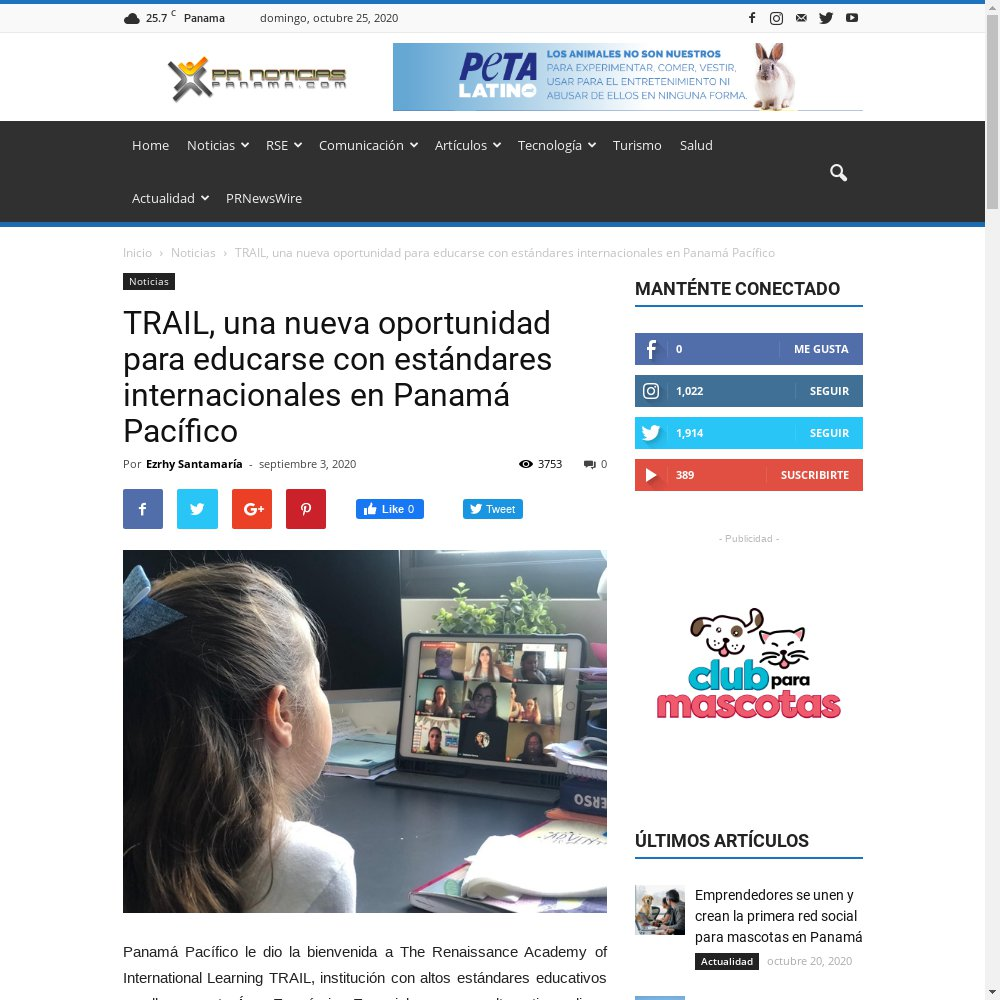 25.7 C Panama domingo, octubre 25, 2020
PR NOTICIAS
PANAMA.COM
PETA
LATINO
LOS ANIMALES NO SON NUESTROS
PARA EXPERIMENTAR, COMER, VESTIR,
USAR PARA EL ENTRETENIMIENTO NI
ABUSAR DE ELLOS EN NINGUNA FORMA.
Home Noticias RSE Comunicación Artículos Tecnología Turismo Salud
Actualidad PRNewsWire
Inicio › Noticias › TRAIL, una nueva oportunidad para educarse con estándares internacionales en Panamá Pacífico
Noticias
TRAIL, una nueva oportunidad
para educarse con estándares
internacionales en Panamá
Pacífico
Por Ezrhy Santamaría - septiembre 3, 2020 3753 0
Like 0 Tweet
Panamá Pacífico le dio la bienvenida a The Renaissance Academy of
International Learning TRAIL, institución con altos estándares educativos
MANTÉNTE CONECTADO
0 ME GUSTA
1,022 SEGUIR
1,914 SEGUIR
389 SUSCRIBIRTE
- Publicidad -
club para
mascotas
ÚLTIMOS ARTÍCULOS
Emprendedores se unen y
crean la primera red social
para mascotas en Panamá
Actualidad octubre 20, 2020